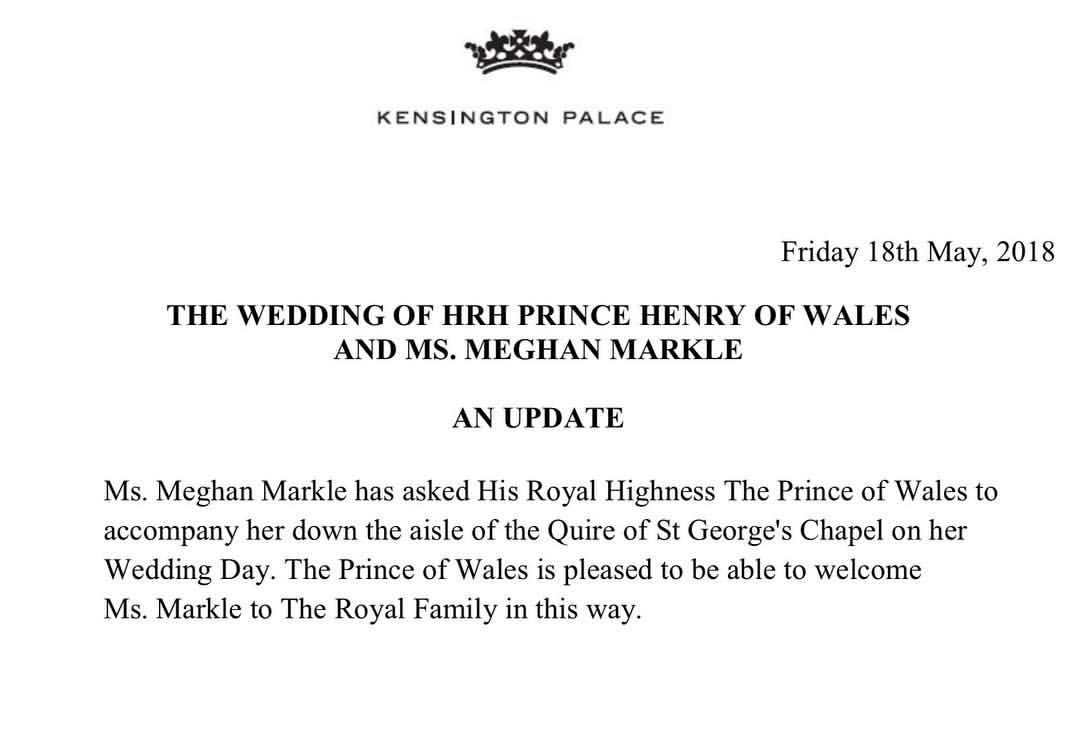 KENSINGTON PALACE
Friday 18th May, 2018
THE WEDDING OF HRH PRINCE HENRY OF WALES
AND MS. MEGHAN MARKLE
AN UPDATE
Ms. Meghan Markle has asked His Royal Highness The Prince of Wales to
accompany her down the aisle of the Quire of St George's Chapel on her
Wedding Day. The Prince of Wales is pleased to be able to welcome
Ms. Markle to The Royal Family in this way.